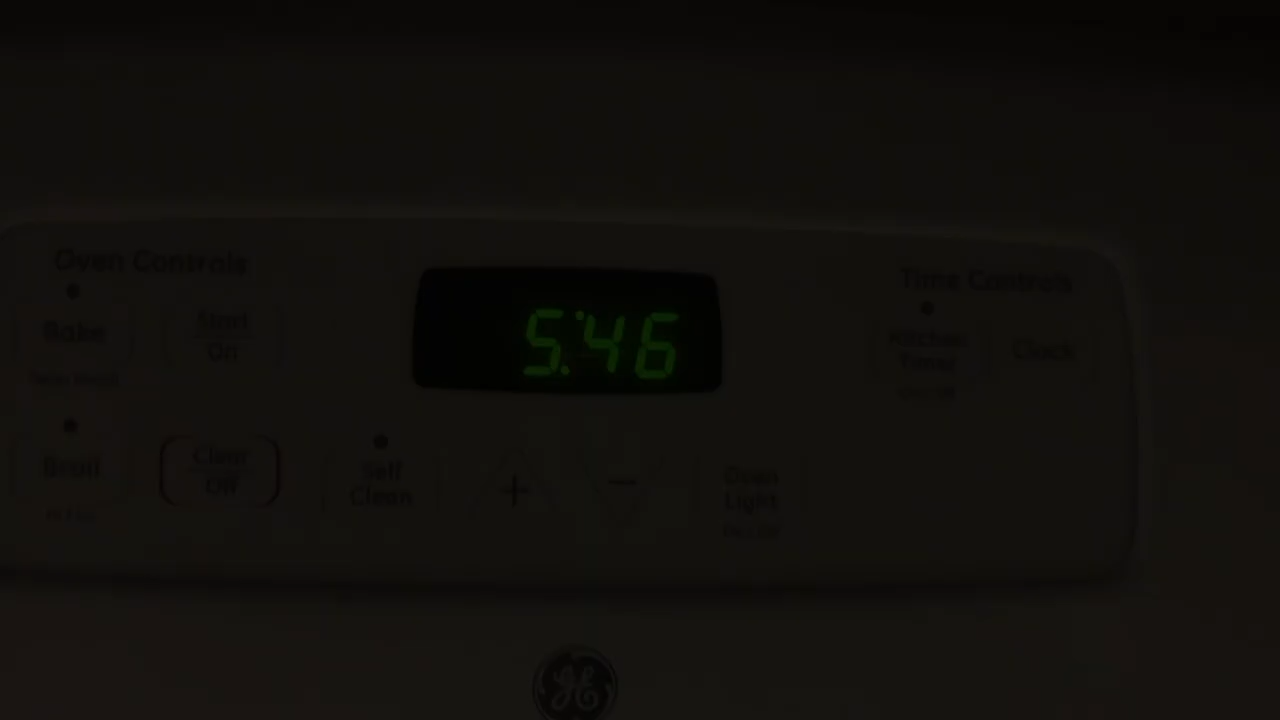 Oven Controls
Bake
Start
On
5:46
Time Controls
Kitchen
Timer
Clock
Broil
Clear
Off
Self
Clean
+
−
Oven
Light
GE